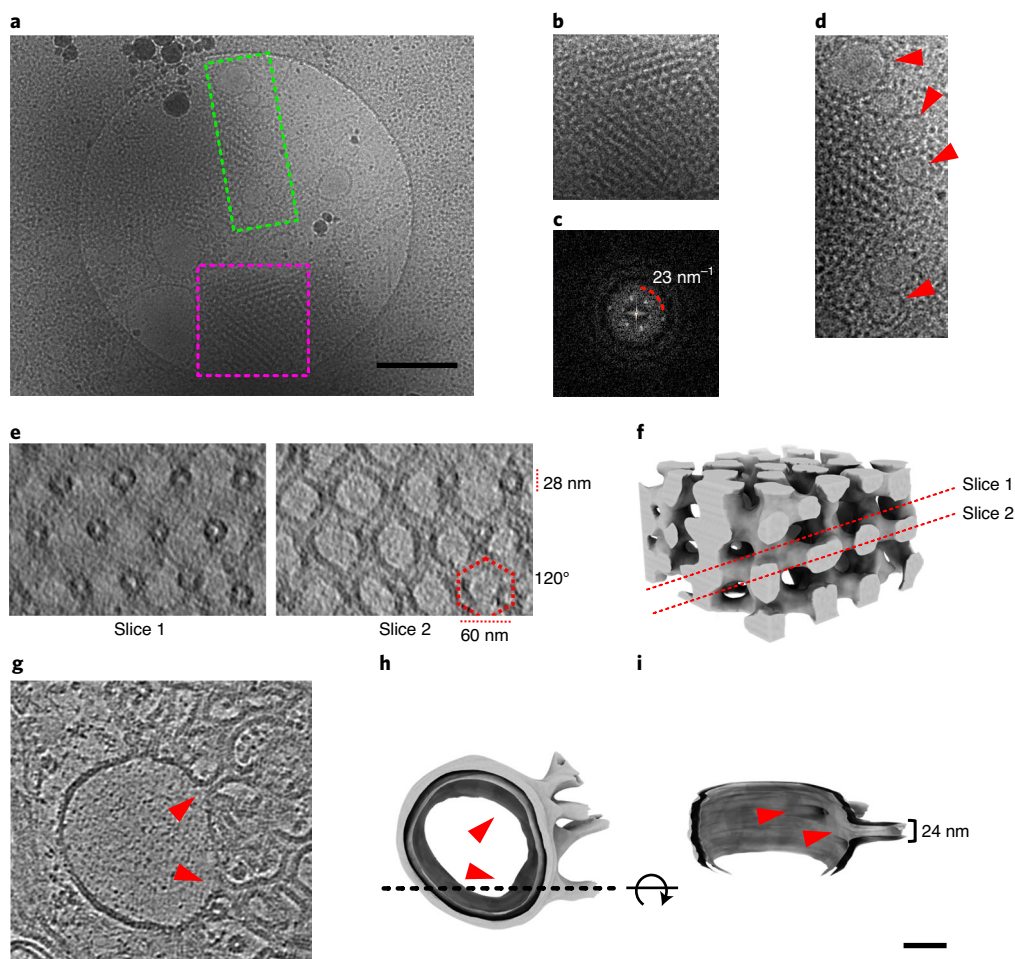 a
b
c
23 nm⁻¹
d
e
28 nm
120°
Slice 1
Slice 2
60 nm
f
Slice 1
Slice 2
g
h
i
24 nm